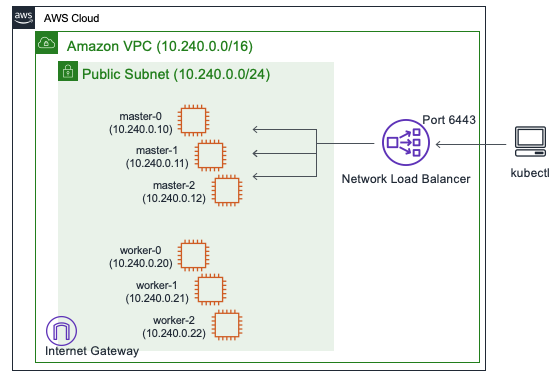 aws
AWS Cloud
Amazon VPC (10.240.0.0/16)
Public Subnet (10.240.0.0/24)
master-0
(10.240.0.10)
master-1
(10.240.0.11)
master-2
(10.240.0.12)
Port 6443
Network Load Balancer
kubectl
worker-0
(10.240.0.20)
worker-1
(10.240.0.21)
worker-2
(10.240.0.22)
Internet Gateway